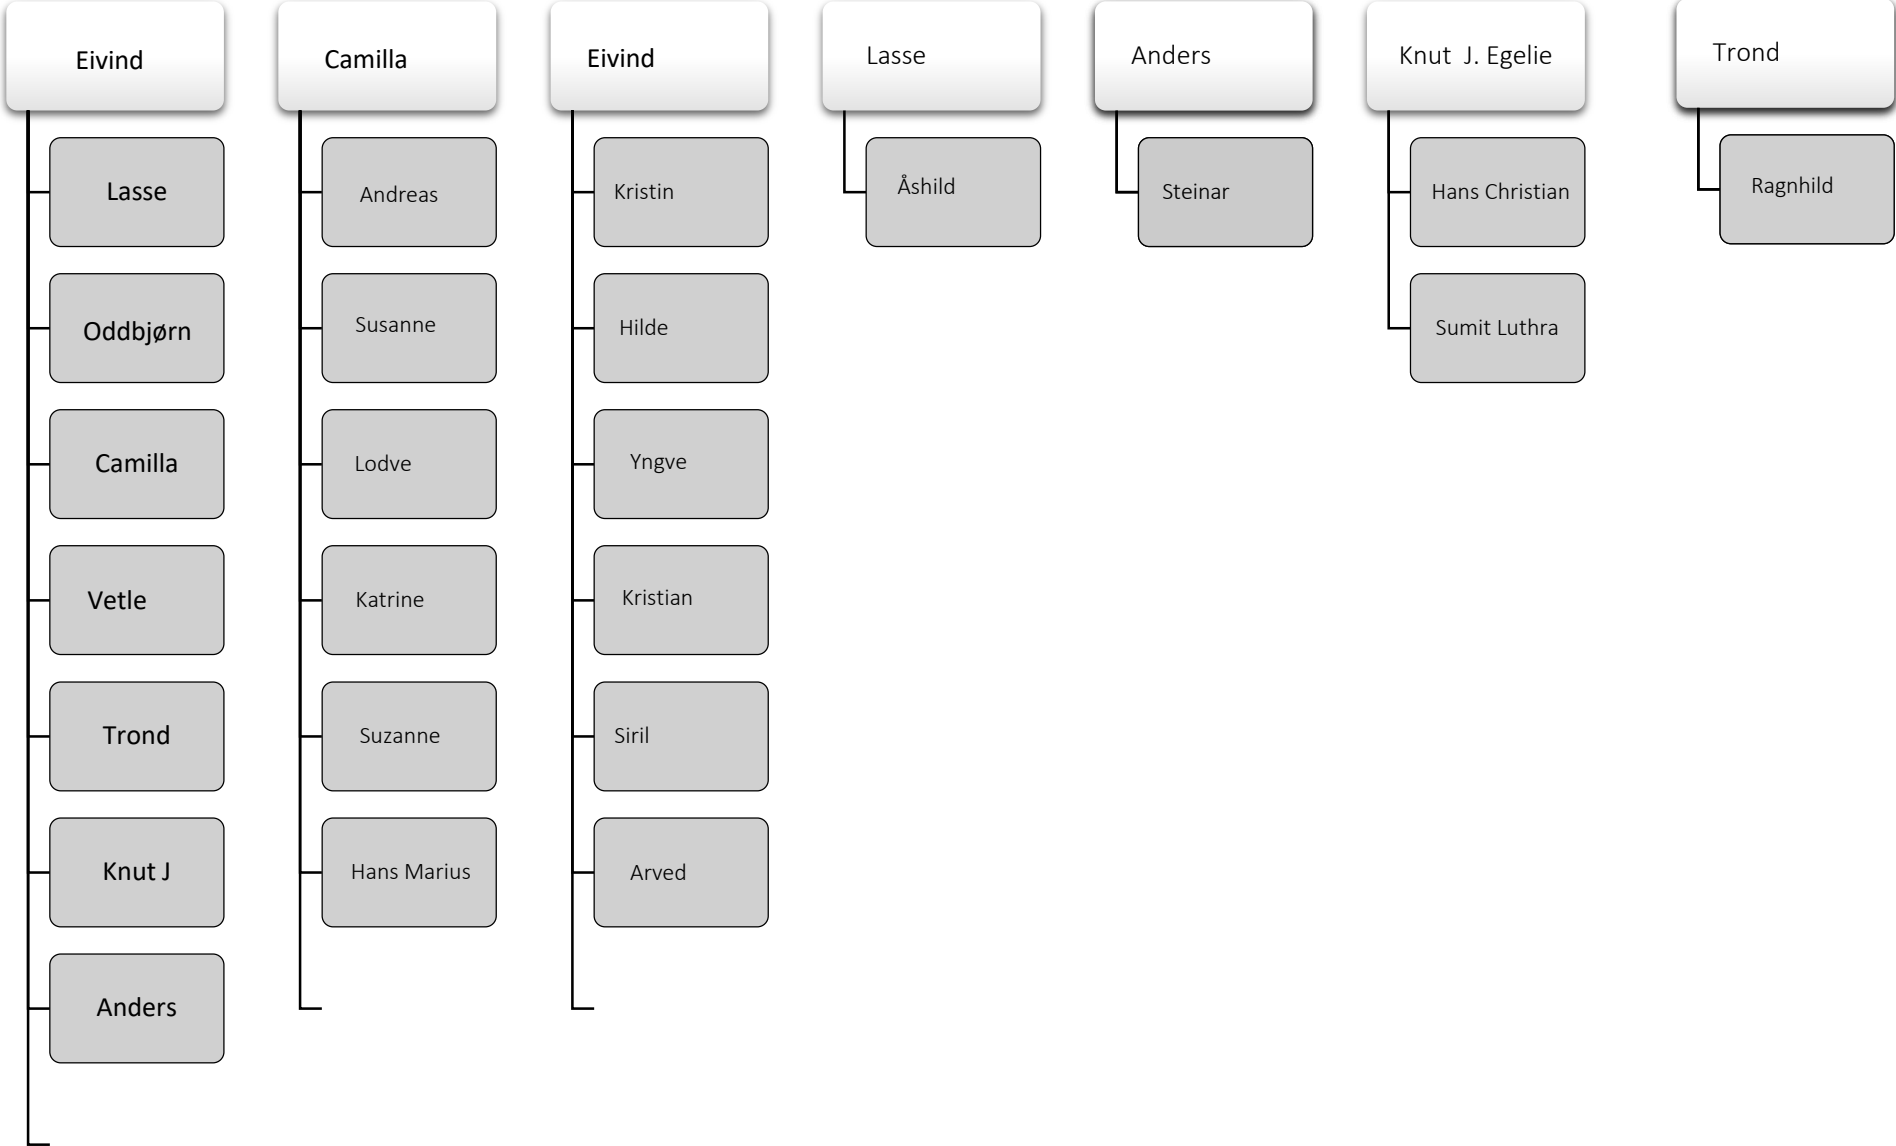 Eivind
Lasse
Oddbjørn
Camilla
Vetle
Trond
Knut J
Anders
Camilla
Andreas
Susanne
Lodve
Katrine
Suzanne
Hans Marius
Eivind
Kristin
Hilde
Yngve
Kristian
Siril
Arved
Lasse
Åshild
Anders
Steinar
Knut J. Egelie
Hans Christian
Sumit Luthra
Trond
Ragnhild